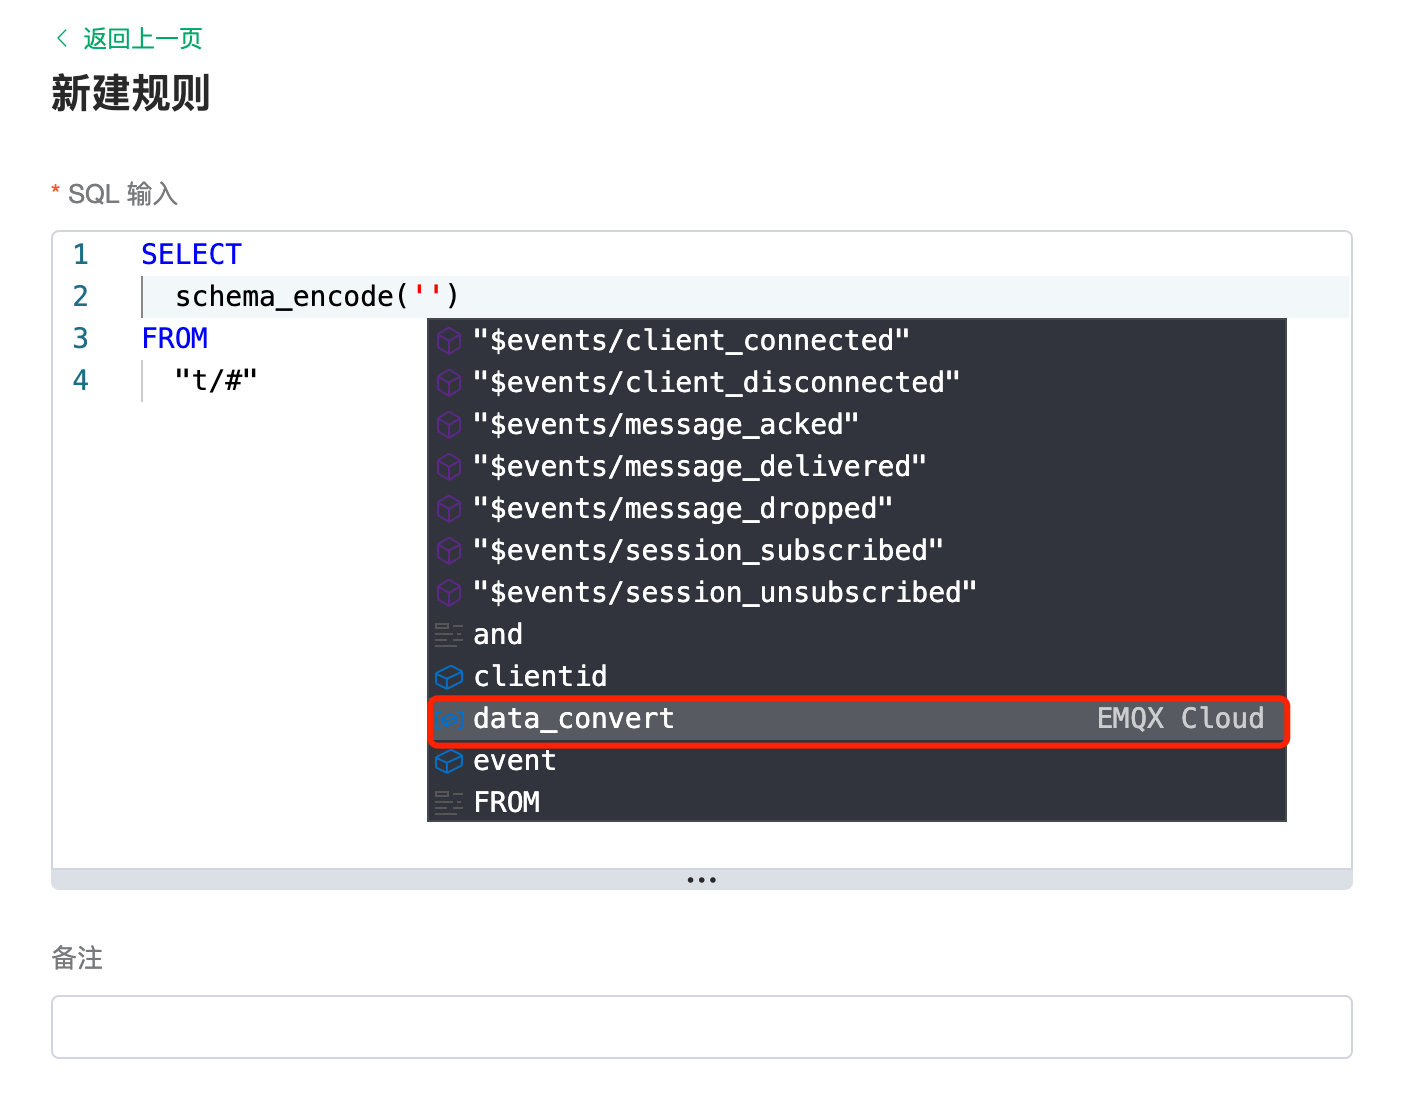 返回上一页
新建规则
* SQL 输入
1 SELECT
2 schema_encode('')
3 FROM
4 "t/#"
"$events/client_connected"
"$events/client_disconnected"
"$events/message_acked"
"$events/message_delivered"
"$events/message_dropped"
"$events/session_subscribed"
"$events/session_unsubscribed"
and
clientid
data_convert EMQX Cloud
event
FROM
备注